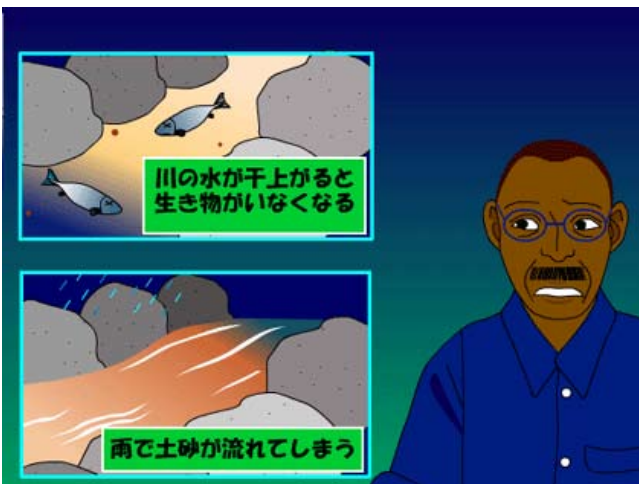 川の水が干上がると
生き物がいなくなる
雨で土砂が流れてしまう